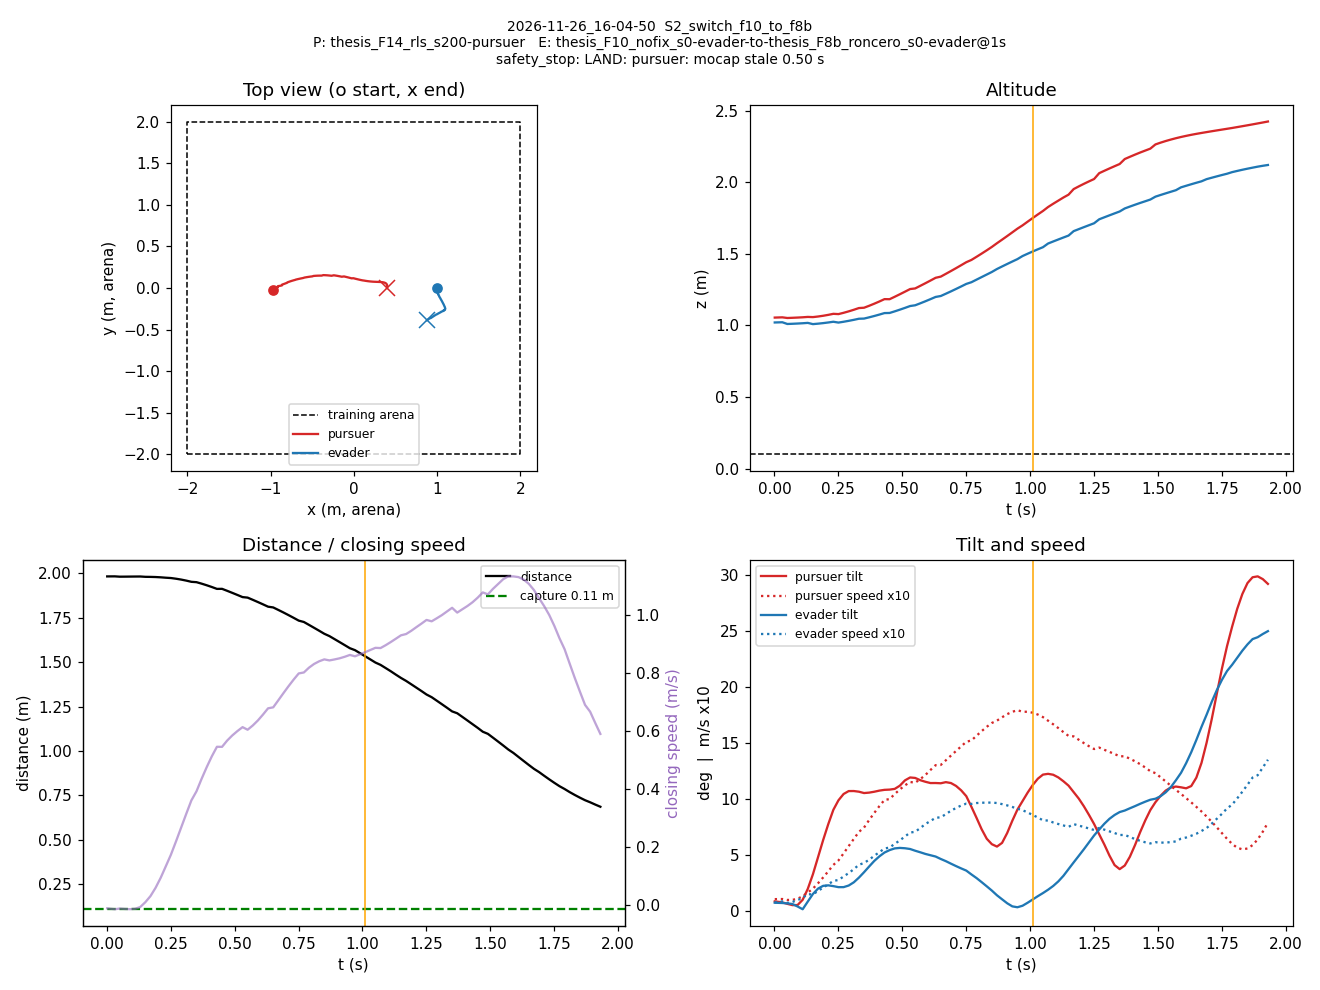 2026-11-26_16-04-50  S2_switch_f10_to_f8b
P: thesis_F14_rls_s200-pursuer   E: thesis_F10_nofix_s0-evader-to-thesis_F8b_roncero_s0-evader@1s
safety_stop: LAND: pursuer: mocap stale 0.50 s
Top view (o start, x end)
2.0
1.5
1.0
0.5
0.0
−0.5
−1.0
−1.5
−2.0
y (m, arena)
training arena
pursuer
evader
−2
−1
0
1
2
x (m, arena)
Altitude
2.5
2.0
1.5
1.0
0.5
0.0
z (m)
0.00
0.25
0.50
0.75
1.00
1.25
1.50
1.75
2.00
t (s)
Distance / closing speed
distance
capture 0.11 m
2.00
1.75
1.50
1.25
1.00
0.75
0.50
0.25
distance (m)
1.0
0.8
0.6
0.4
0.2
0.0
closing speed (m/s)
0.00
0.25
0.50
0.75
1.00
1.25
1.50
1.75
2.00
t (s)
Tilt and speed
pursuer tilt
pursuer speed x10
evader tilt
evader speed x10
30
25
20
15
10
5
0
deg  |  m/s x10
0.00
0.25
0.50
0.75
1.00
1.25
1.50
1.75
2.00
t (s)